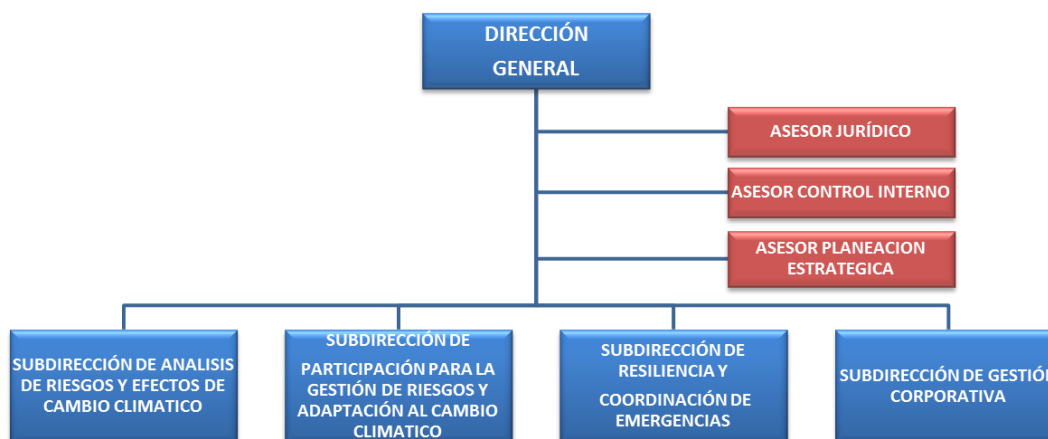 DIRECCIÓN
GENERAL
ASESOR JURÍDICO
ASESOR CONTROL INTERNO
ASESOR PLANEACION
ESTRATEGICA
SUBDIRECCIÓN DE ANALISIS
DE RIESGOS Y EFECTOS DE
CAMBIO CLIMATICO
SUBDIRECCIÓN DE
PARTICIPACIÓN PARA LA
GESTIÓN DE RIESGOS Y
ADAPTACIÓN AL CAMBIO
CLIMATICO
SUBDIRECCIÓN DE
RESILIENCIA Y
COORDINACIÓN DE
EMERGENCIAS
SUBDIRECCIÓN DE GESTIÓN
CORPORATIVA